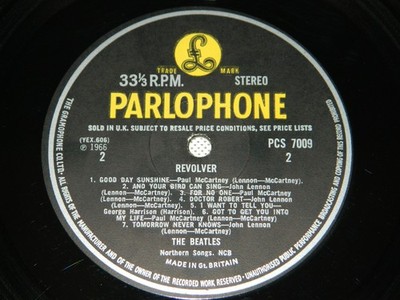 £
TRADE MARK
33⅓ R.P.M. STEREO
PARLOPHONE
SOLD IN U.K. SUBJECT TO RESALE PRICE CONDITIONS, SEE PRICE LISTS
(YEX.606) PCS 7009
℗ 1966
2 2
REVOLVER
1. GOOD DAY SUNSHINE—Paul McCartney (Lennon—McCartney)
2. AND YOUR BIRD CAN SING—John Lennon
(Lennon—McCartney) 3. FOR NO ONE—Paul McCartney
(Lennon—McCartney) 4. DOCTOR ROBERT—John Lennon
(Lennon—McCartney) 5. I WANT TO TELL YOU—
George Harrison (Harrison) 6. GOT TO GET YOU INTO
MY LIFE—Paul McCartney (Lennon—McCartney)
7. TOMORROW NEVER KNOWS—John Lennon
(Lennon—McCartney)
THE BEATLES
Northern Songs. NCB
MADE IN Gt. BRITAIN
THE GRAMOPHONE CO. LTD. ALL RIGHTS OF THE MANUFACTURER AND OF THE OWNER OF THE RECORDED WORK RESERVED. UNAUTHORISED PUBLIC PERFORMANCE BROADCASTING AND COPYING OF THIS RECORD PROHIBITED